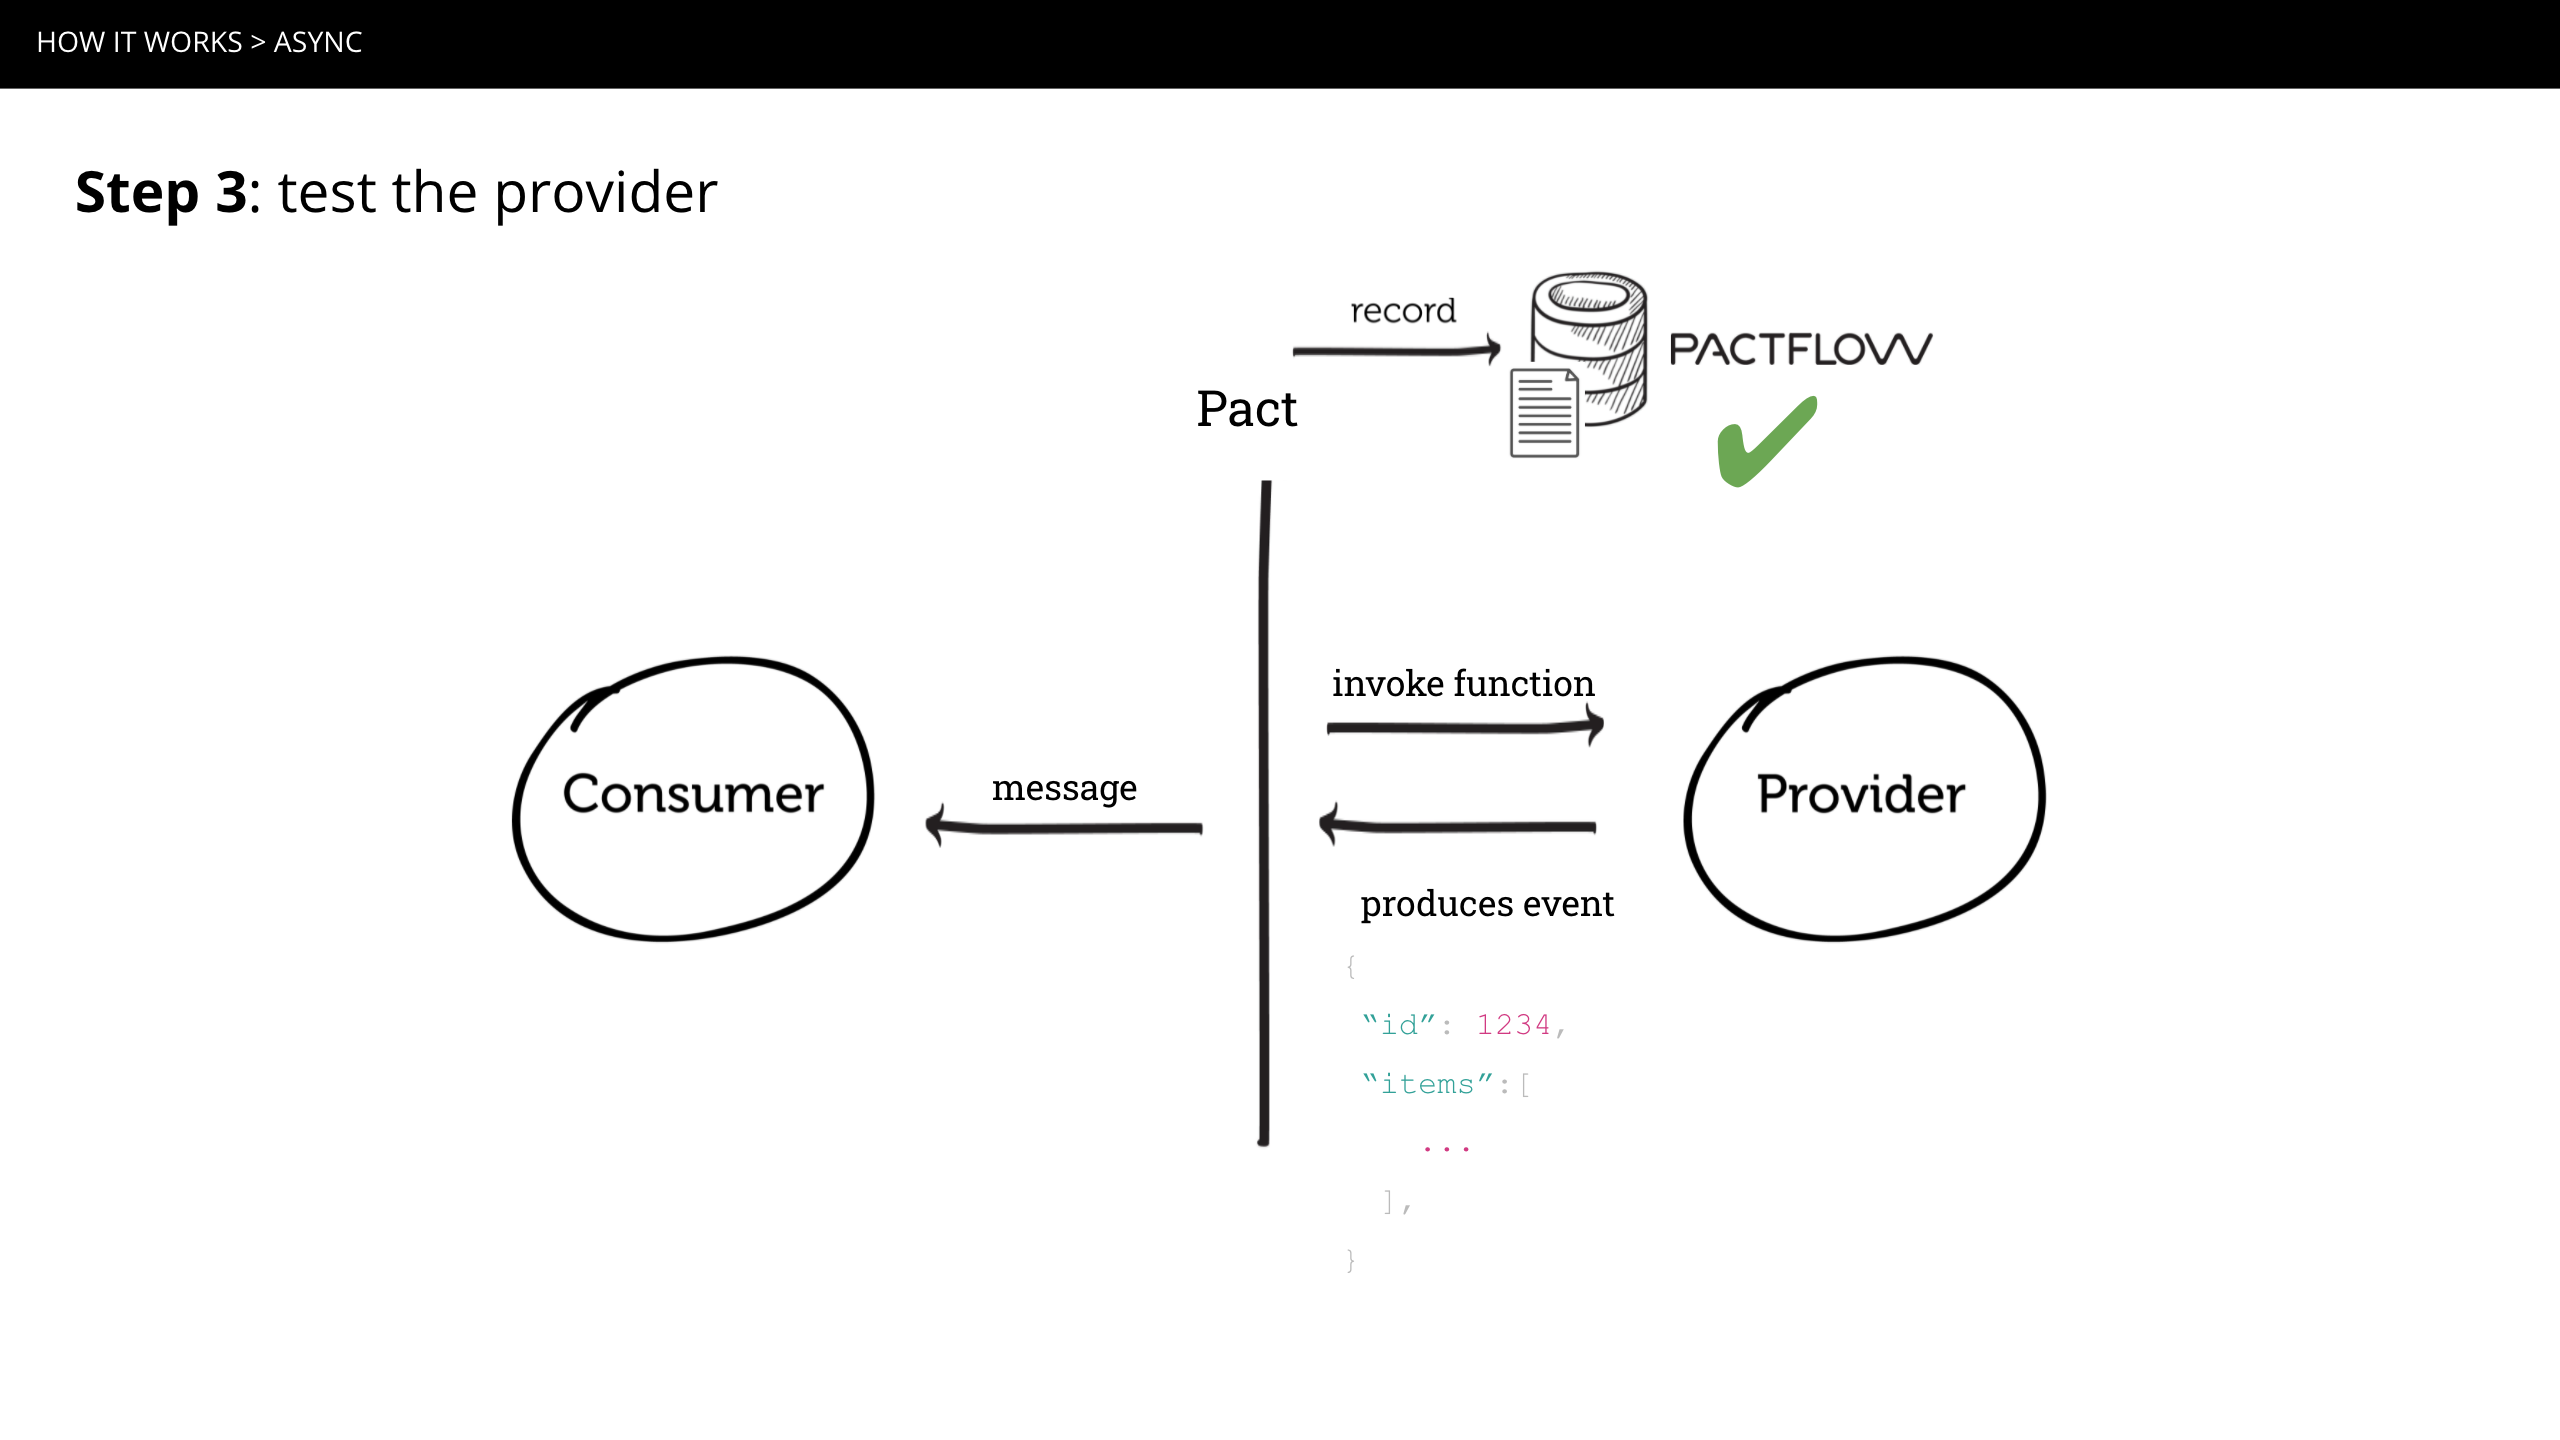 HOW IT WORKS > ASYNC
Step 3: test the provider
record
PACTFLOW
Pact
invoke function
Consumer
message
Provider
produces event
{
“id”: 1234,
“items”:[
...
],
}